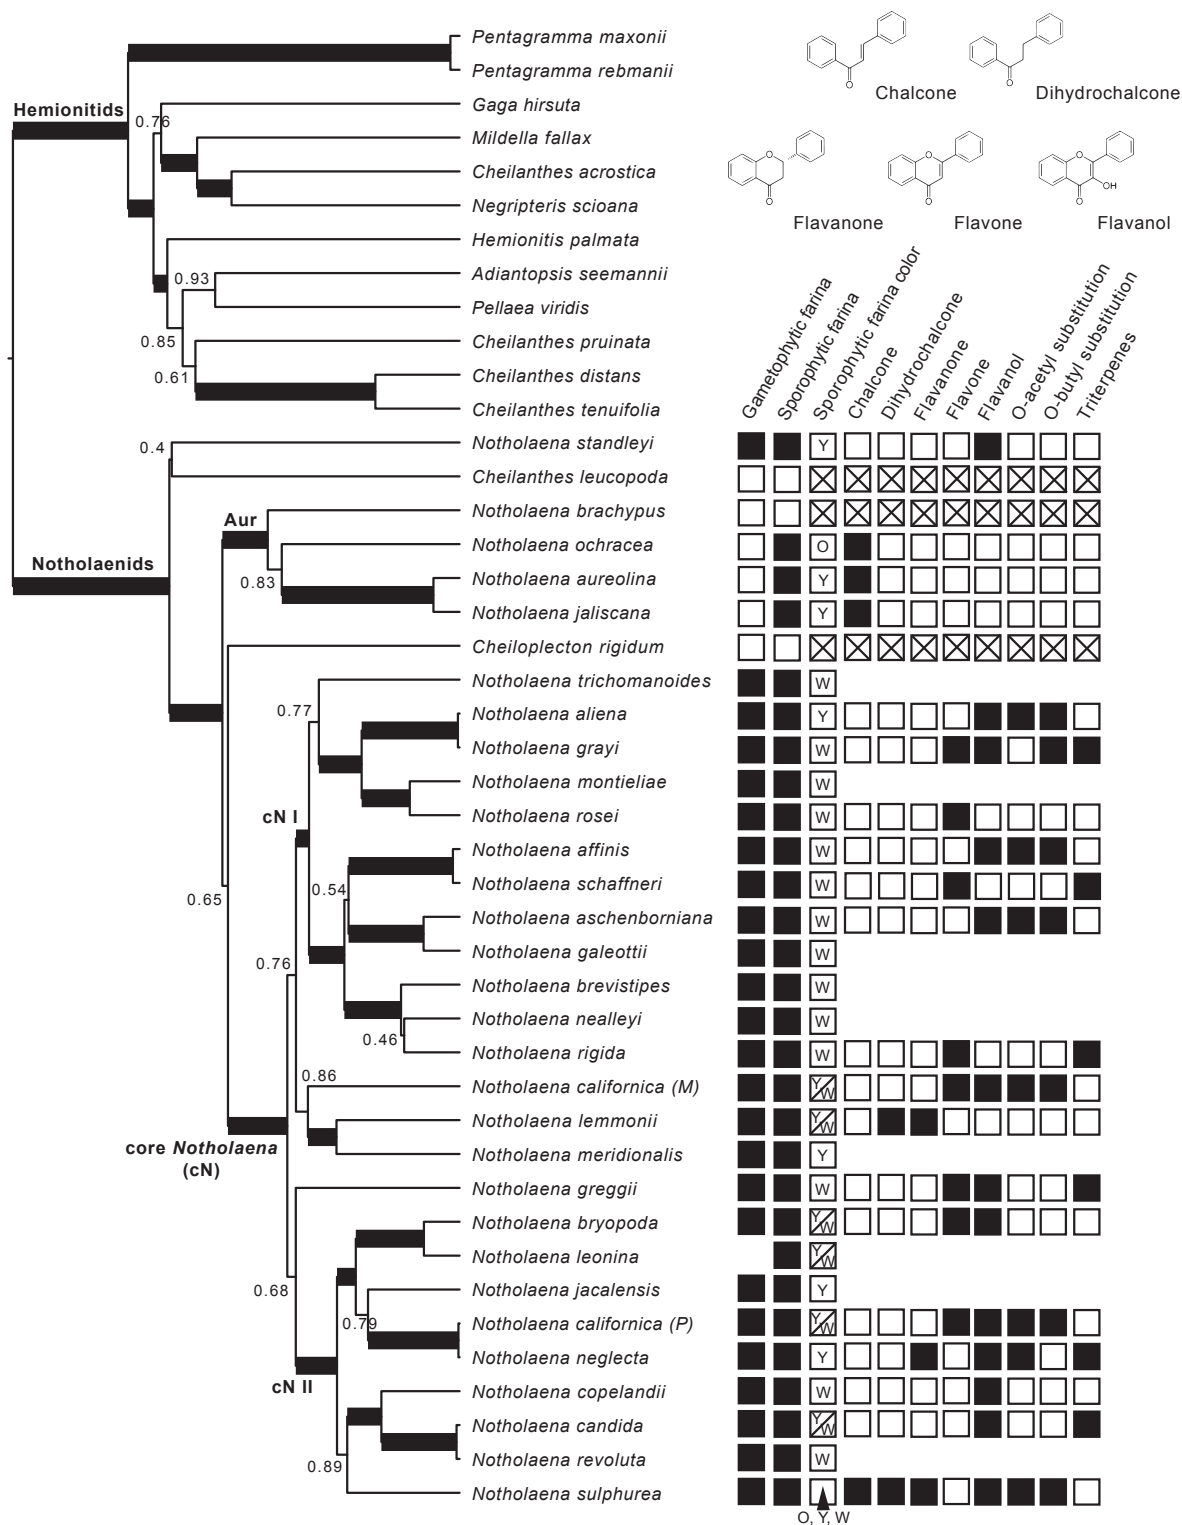 Chalcone
Dihydrochalcone
Flavanone
Flavone
Flavanol
O
O
O
O
O
O
O
O
OH
Gametophytic farina
Sporophytic farina
Sporophytic farina color
Chalcone
Dihydrochalcone
Flavanone
Flavone
Flavanol
O-acetyl substitution
O-butyl substitution
Triterpenes
Hemionitids
0.76
0.93
0.85
0.61
0.4
Aur
Notholaenids
0.83
0.77
cN I
0.54
0.65
0.76
0.46
0.86
core Notholaena
(cN)
0.68
0.79
cN II
0.89
Pentagramma maxonii
Pentagramma rebmanii
Gaga hirsuta
Mildella fallax
Cheilanthes acrostica
Negripteris scioana
Hemionitis palmata
Adiantopsis seemannii
Pellaea viridis
Cheilanthes pruinata
Cheilanthes distans
Cheilanthes tenuifolia
Notholaena standleyi Y
Cheilanthes leucopoda
Notholaena brachypus
Notholaena ochracea O
Notholaena aureolina Y
Notholaena jaliscana Y
Cheiloplecton rigidum
Notholaena trichomanoides W
Notholaena aliena Y
Notholaena grayi W
Notholaena montieliae W
Notholaena rosei W
Notholaena affinis W
Notholaena schaffneri W
Notholaena aschenborniana W
Notholaena galeottii W
Notholaena brevistipes W
Notholaena nealleyi W
Notholaena rigida W
Notholaena californica (M) Y W
Notholaena lemmonii Y W
Notholaena meridionalis Y
Notholaena greggii W
Notholaena bryopoda Y W
Notholaena leonina Y W
Notholaena jacalensis Y
Notholaena californica (P) Y W
Notholaena neglecta Y
Notholaena copelandii W
Notholaena candida Y W
Notholaena revoluta W
Notholaena sulphurea
O, Y, W